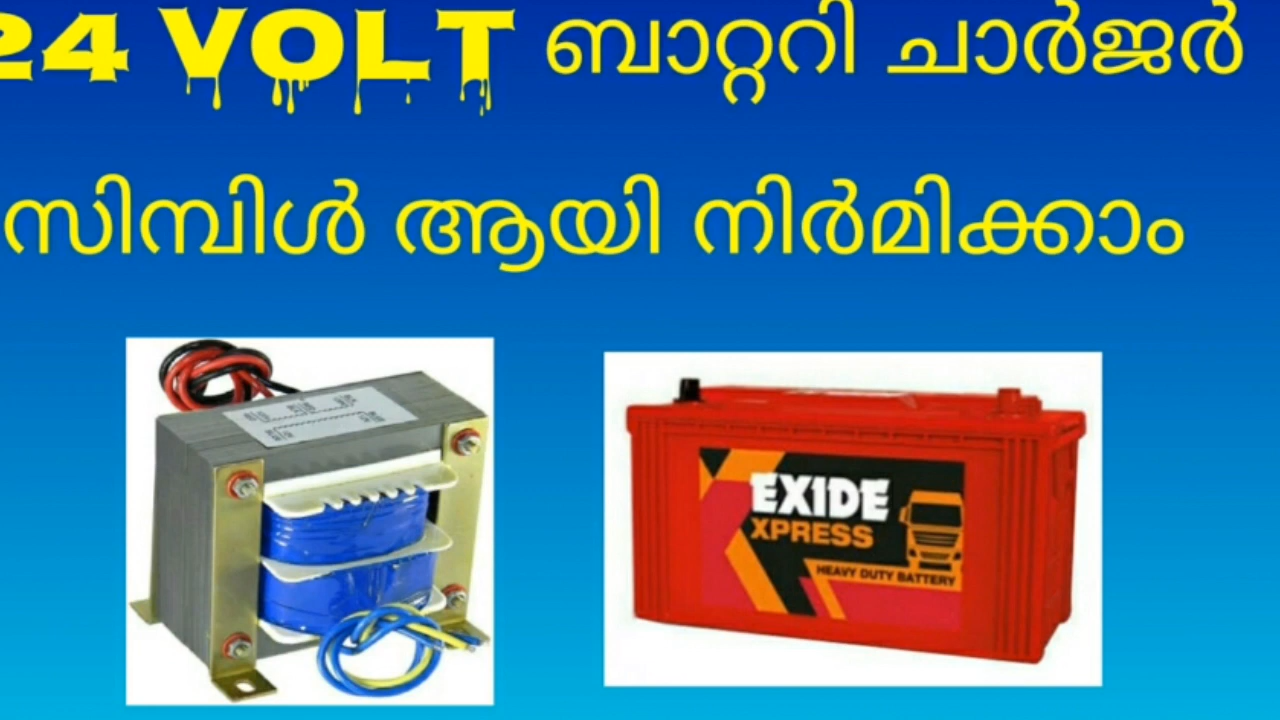 24 VOLT ബാറ്ററി ചാർജർ
സിമ്പിൾ ആയി നിർമിക്കാം
EXIDE
XPRESS
HEAVY DUTY BATTERY